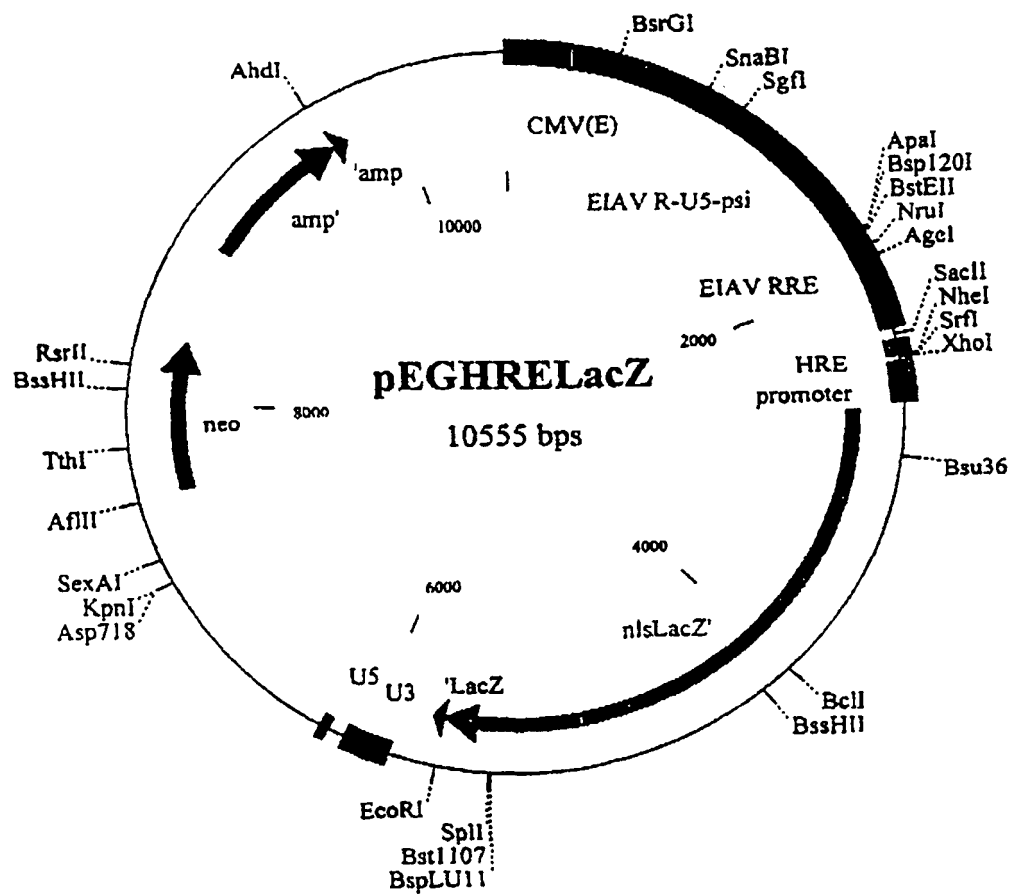 BsrGI
SnaBI
SgfI
AhdI
CMV(E)
'amp
amp'
10000
EIAV R-U5-psi
ApaI
Bsp120I
BstEII
NruI
AgeI
EIAV RRE
SacII
NheI
SrfI
XhoI
2000
HRE
promoter
RsrII
BssHII
pEGHRELacZ
10555 bps
neo
8000
TthI
Bsu36
AflII
4000
SexAI
KpnI
Asp718
6000
nlsLacZ'
U5
U3
'LacZ
BclI
BssHII
EcoRI
SplI
Bst1107
BspLU11